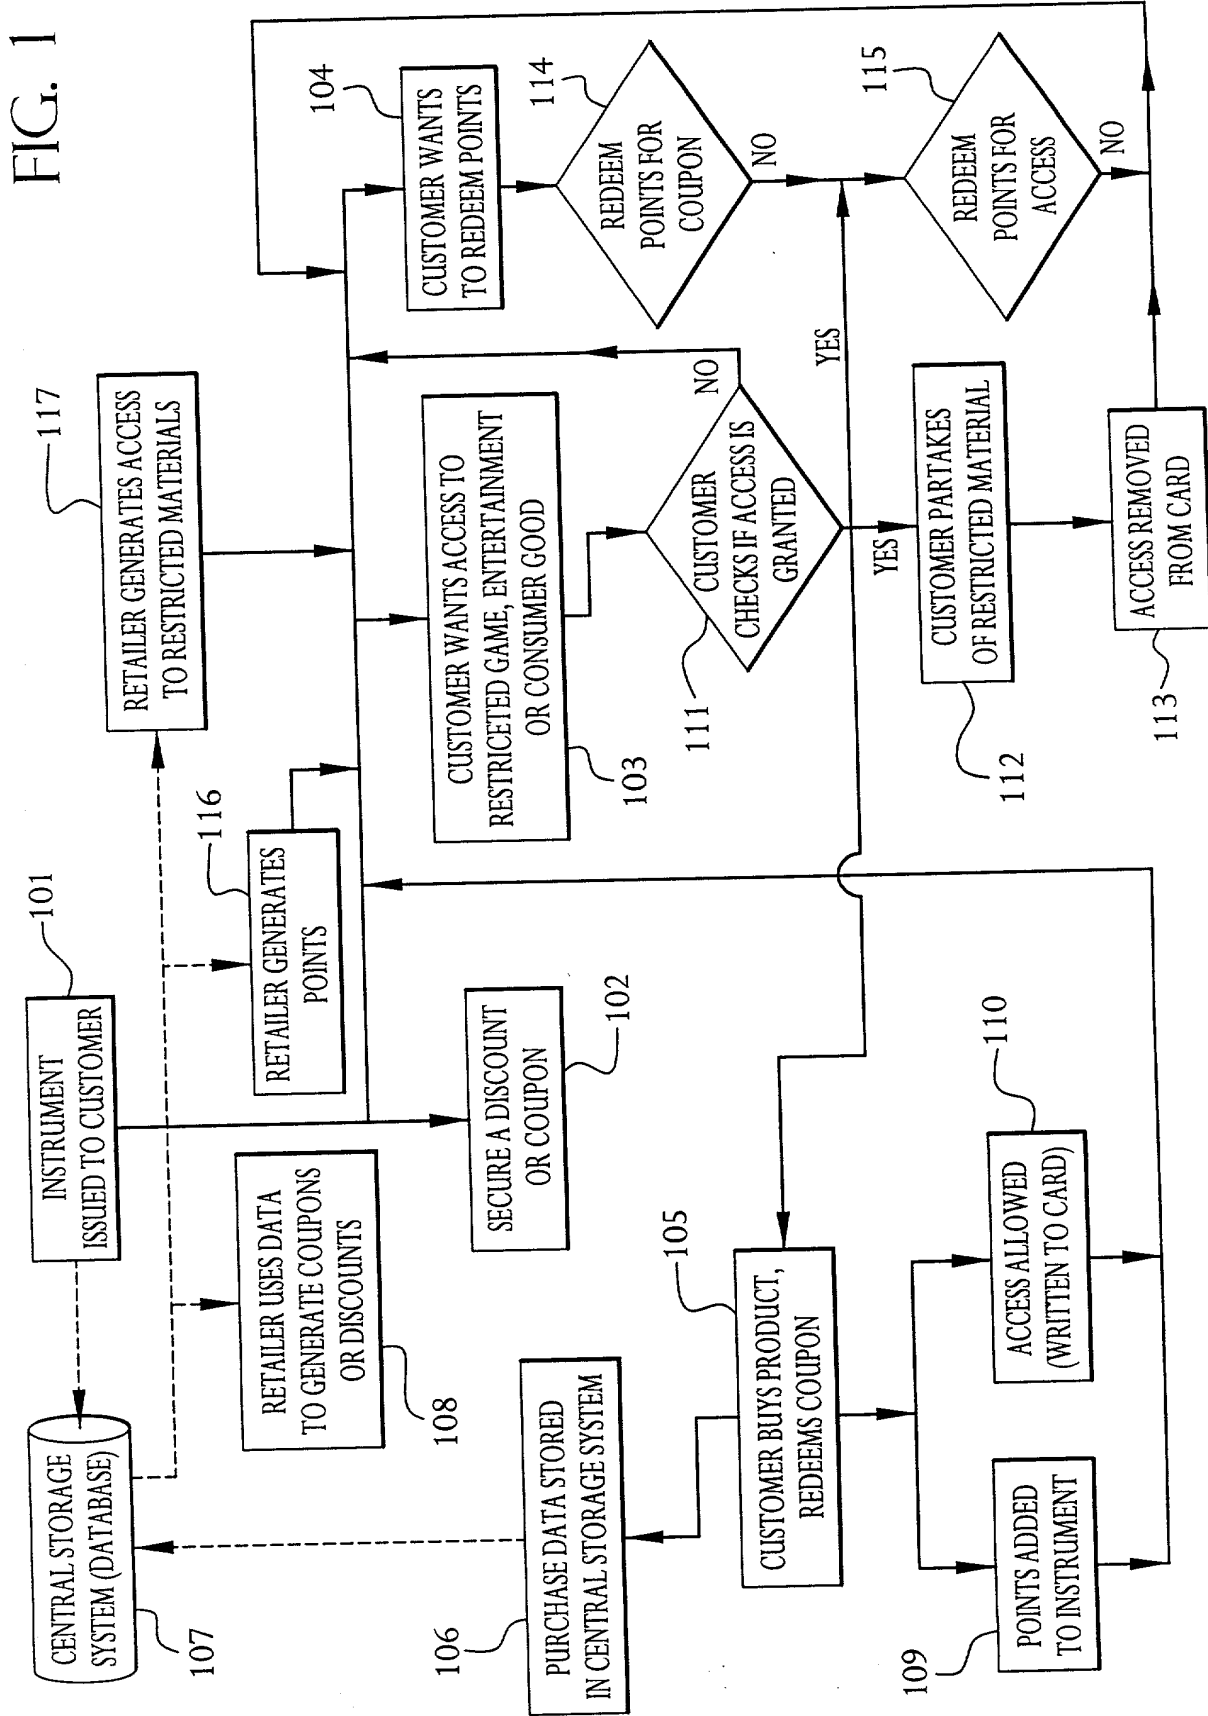 FIG. 1
CENTRAL STORAGE
SYSTEM (DATABASE)
107
INSTRUMENT
ISSUED TO CUSTOMER
101
RETAILER GENERATES ACCESS
TO RESTRICTED MATERIALS
117
RETAILER USES DATA
TO GENERATE COUPONS
OR DISCOUNTS
108
RETAILER GENERATES
POINTS
116
SECURE A DISCOUNT
OR COUPON
102
CUSTOMER WANTS ACCESS TO
RESTRICETED GAME, ENTERTAINMENT
OR CONSUMER GOOD
103
CUSTOMER WANTS
TO REDEEM POINTS
104
PURCHASE DATA STORED
IN CENTRAL STORAGE SYSTEM
106
CUSTOMER
CHECKS IF ACCESS IS
GRANTED
111
NO
YES
YES
REDEEM
POINTS FOR
COUPON
114
NO
CUSTOMER BUYS PRODUCT,
REDEEMS COUPON
105
CUSTOMER PARTAKES
OF RESTRICTED MATERIAL
112
REDEEM
POINTS FOR
ACCESS
115
NO
POINTS ADDED
TO INSTRUMENT
109
ACCESS ALLOWED
(WRITTEN TO CARD)
110
ACCESS REMOVED
FROM CARD
113